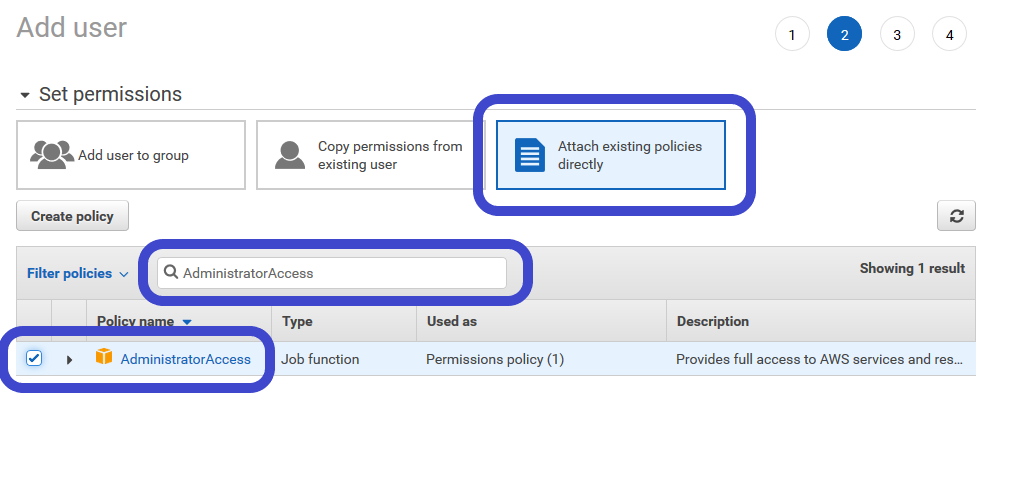 Add user
1 2 3 4
Set permissions
Add user to group
Copy permissions from
existing user
Attach existing policies
directly
Create policy
Filter policies
AdministratorAccess
Showing 1 result
Policy name Type Used as Description
AdministratorAccess Job function Permissions policy (1) Provides full access to AWS services and res…